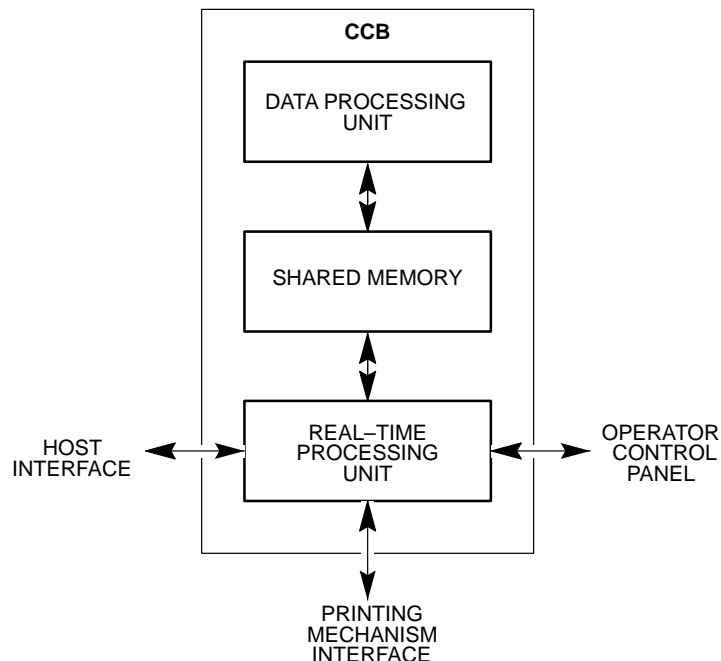 CCB
DATA PROCESSING
UNIT
SHARED MEMORY
REAL–TIME
PROCESSING
UNIT
HOST
INTERFACE
OPERATOR
CONTROL
PANEL
PRINTING
MECHANISM
INTERFACE